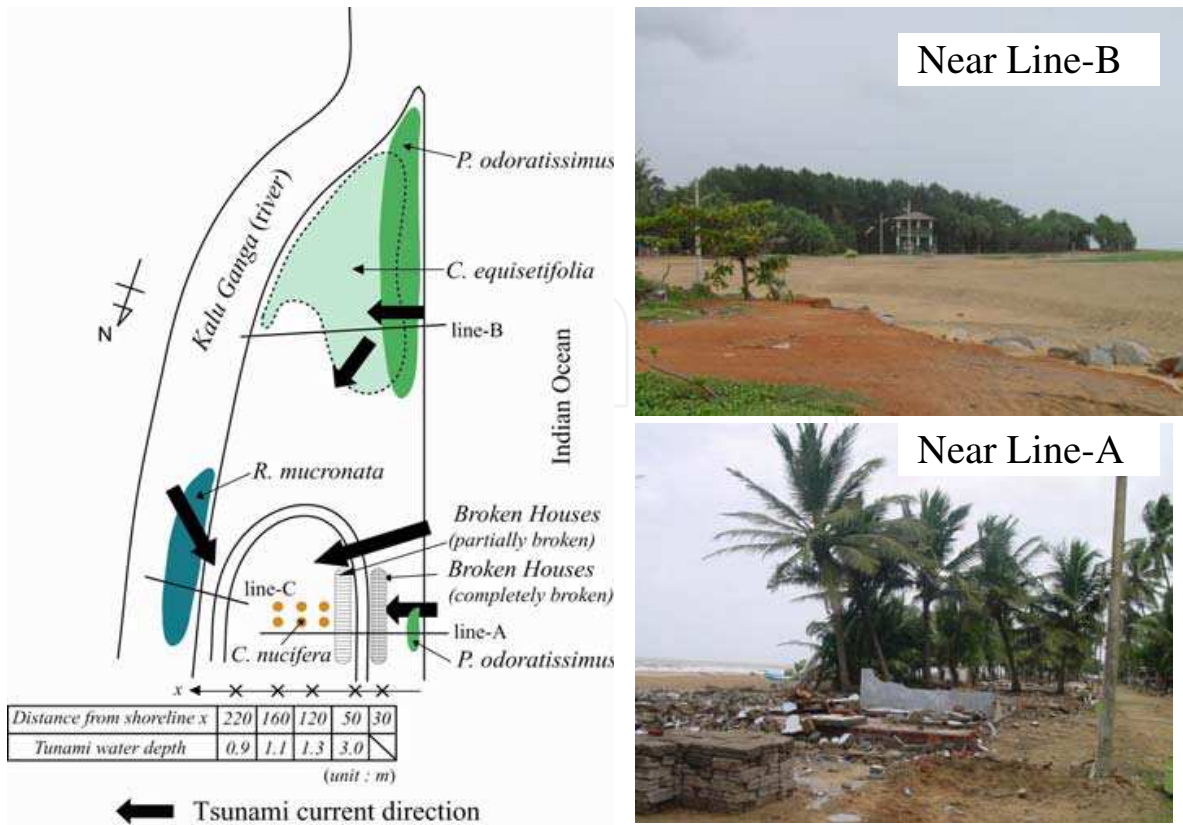 P. odoratissimus
C. equisetifolia
Kalu Ganga (river)
N
line-B
Indian Ocean
R. mucronata
Broken Houses
(partially broken)
Broken Houses
(completely broken)
line-C
line-A
C. nucifera
P. odoratissimus
x
Distance from shoreline x 220 160 120 50 30
Tunami water depth 0.9 1.1 1.3 3.0
(unit : m)
Tsunami current direction
Near Line-B
Near Line-A